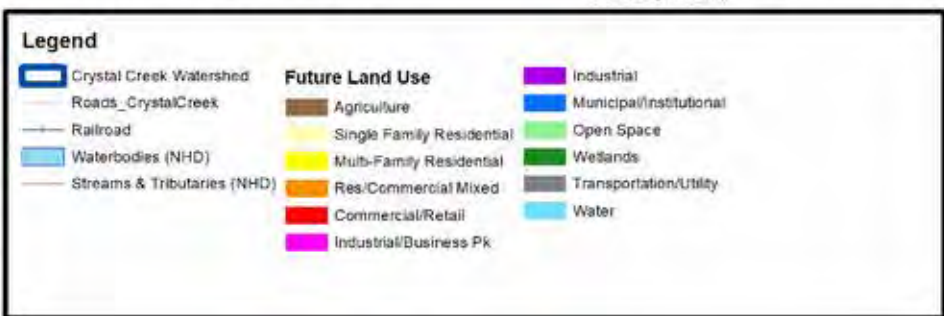 Legend
Crystal Creek Watershed
Roads_CrystalCreek
Railroad
Waterbodies (NHD)
Streams & Tributaries (NHD)
Future Land Use
Agriculture
Single Family Residential
Multi-Family Residential
Res/Commercial Mixed
Commercial/Retail
Industrial/Business Pk
Industrial
Municipal/Institutional
Open Space
Wetlands
Transportation/Utility
Water